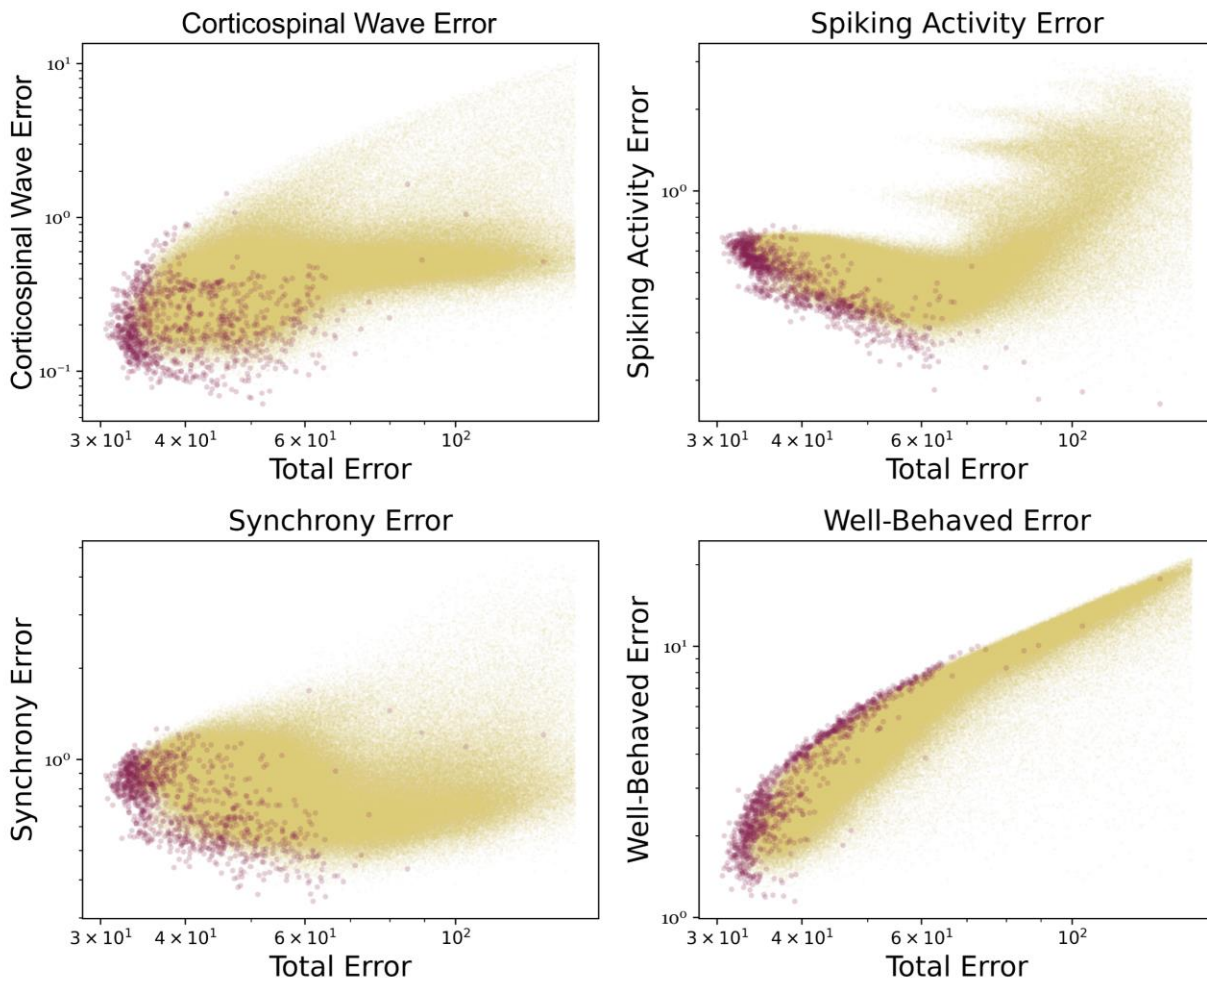 Corticospinal Wave Error
Spiking Activity Error
Corticospinal Wave Error
10¹
10⁰
10⁻¹
3 × 10¹ 4 × 10¹ 6 × 10¹ 10²
Total Error
Spiking Activity Error
10⁰
3 × 10¹ 4 × 10¹ 6 × 10¹ 10²
Total Error
Synchrony Error
Well-Behaved Error
Synchrony Error
10⁰
3 × 10¹ 4 × 10¹ 6 × 10¹ 10²
Total Error
Well-Behaved Error
10¹
10⁰
3 × 10¹ 4 × 10¹ 6 × 10¹ 10²
Total Error